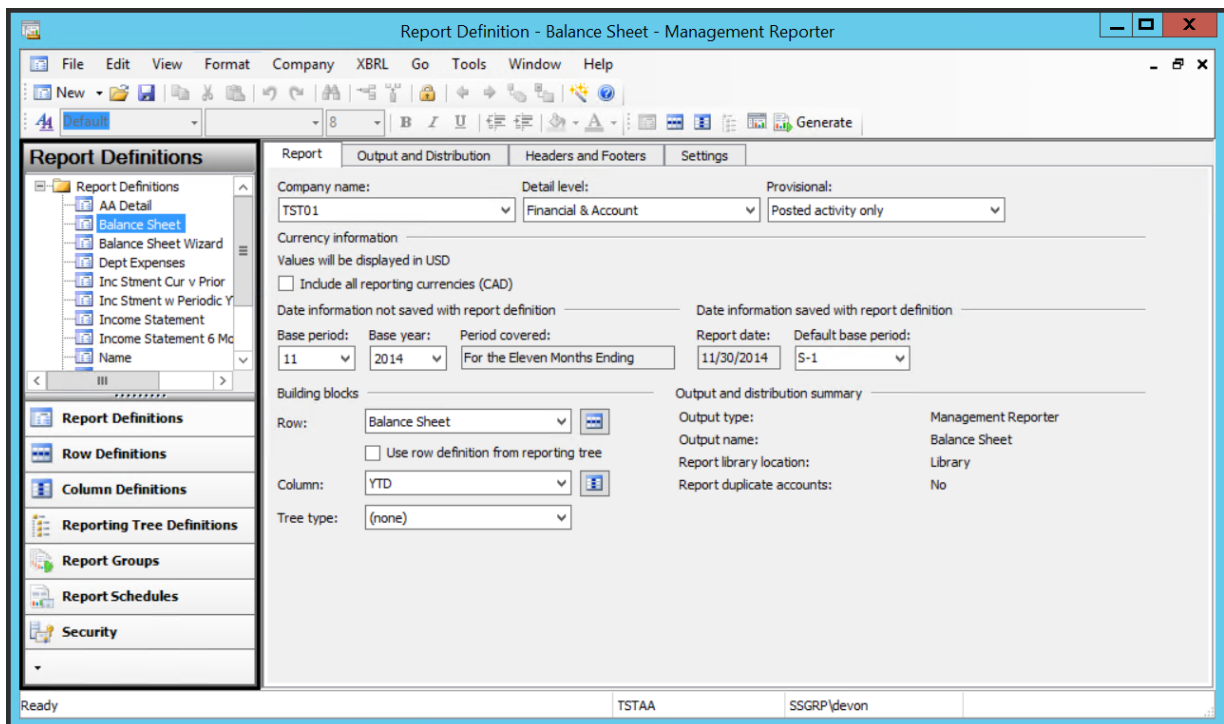 Report Definition - Balance Sheet - Management Reporter
File Edit View Format Company XBRL Go Tools Window Help
New
Default 8 B I U A Generate
Report Definitions
Report Definitions
AA Detail
Balance Sheet
Balance Sheet Wizard
Dept Expenses
Inc Stment Cur v Prior
Inc Stment w Periodic Y
Income Statement
Income Statement 6 Mo
Name
Report Definitions
Row Definitions
Column Definitions
Reporting Tree Definitions
Report Groups
Report Schedules
Security
Report Output and Distribution Headers and Footers Settings
Company name: Detail level: Provisional:
TST01 Financial & Account Posted activity only
Currency information
Values will be displayed in USD
Include all reporting currencies (CAD)
Date information not saved with report definition Date information saved with report definition
Base period: Base year: Period covered: Report date: Default base period:
11 2014 For the Eleven Months Ending 11/30/2014 S-1
Building blocks Output and distribution summary
Row: Balance Sheet
Use row definition from reporting tree
Column: YTD
Tree type: (none)
Output type: Management Reporter
Output name: Balance Sheet
Report library location: Library
Report duplicate accounts: No
Ready TSTAA SSGRP\devon